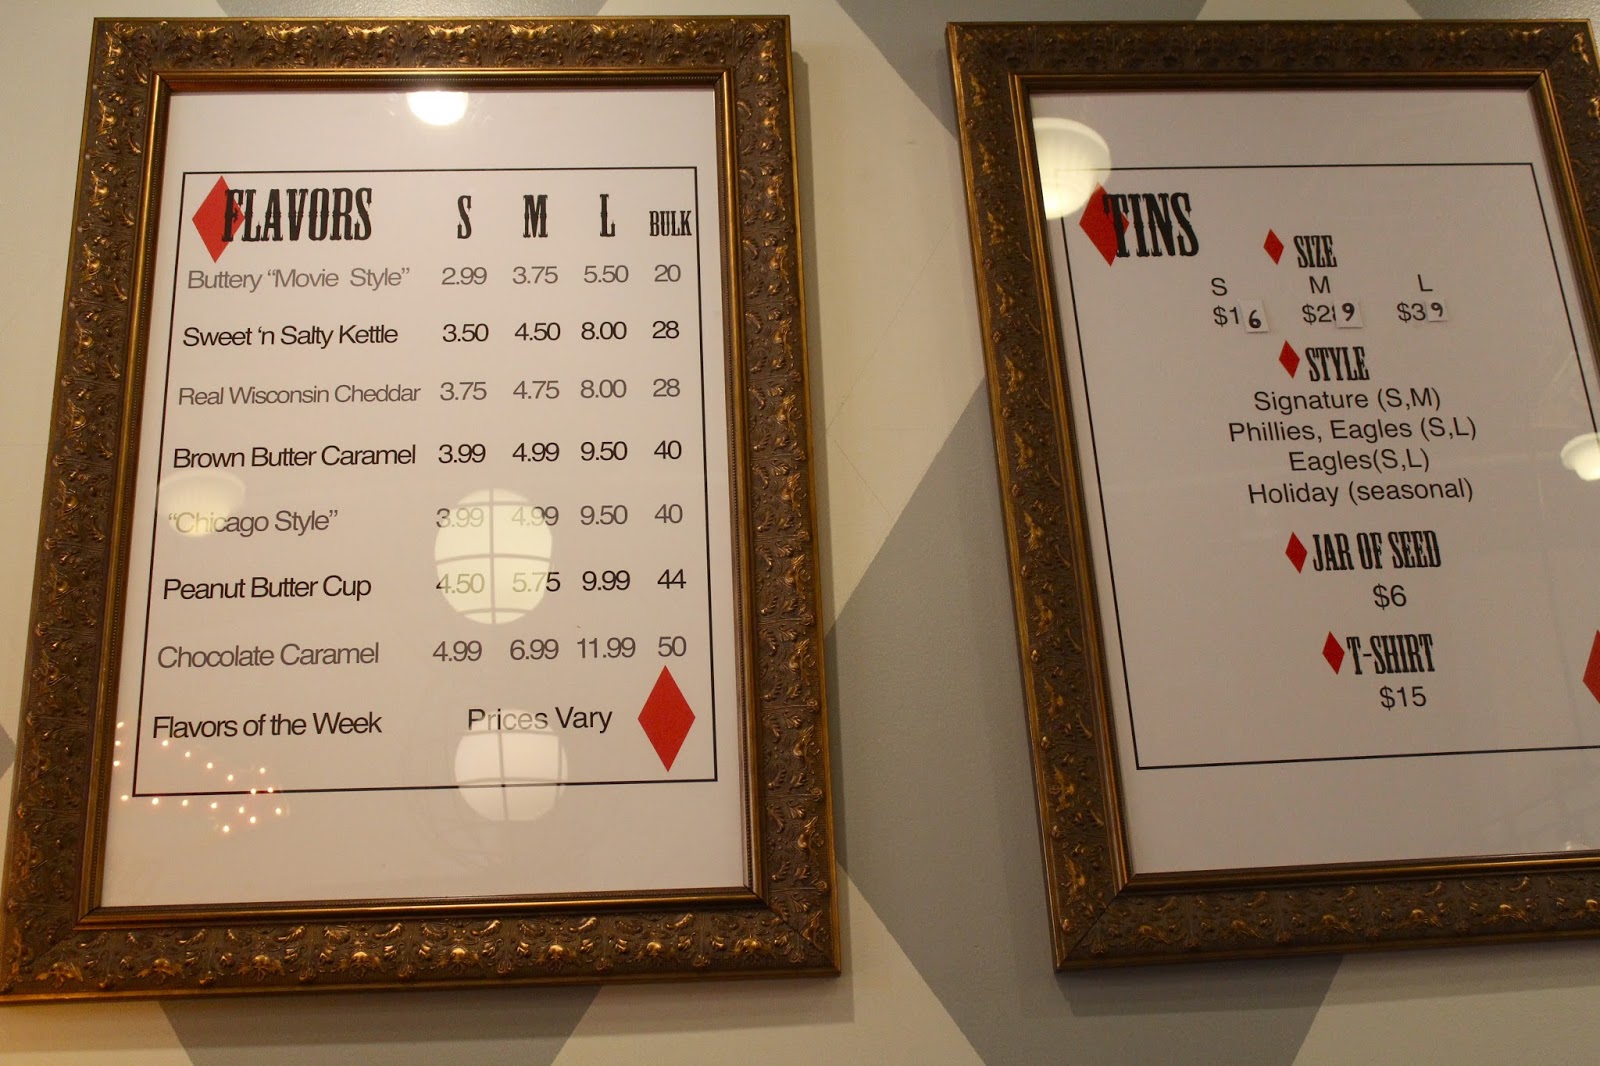 FLAVORS S M L BULK
Buttery “Movie Style” 2.99 3.75 5.50 20
Sweet ‘n Salty Kettle 3.50 4.50 8.00 28
Real Wisconsin Cheddar 3.75 4.75 8.00 28
Brown Butter Caramel 3.99 4.99 9.50 40
“Chicago Style” 3.99 4.99 9.50 40
Peanut Butter Cup 4.50 5.75 9.99 44
Chocolate Caramel 4.99 6.99 11.99 50
Flavors of the Week Prices Vary
TINS
SIZE
S M L
$16 $29 $39
STYLE
Signature (S,M)
Phillies, Eagles (S,L)
Eagles(S,L)
Holiday (seasonal)
JAR OF SEED
$6
T-SHIRT
$15